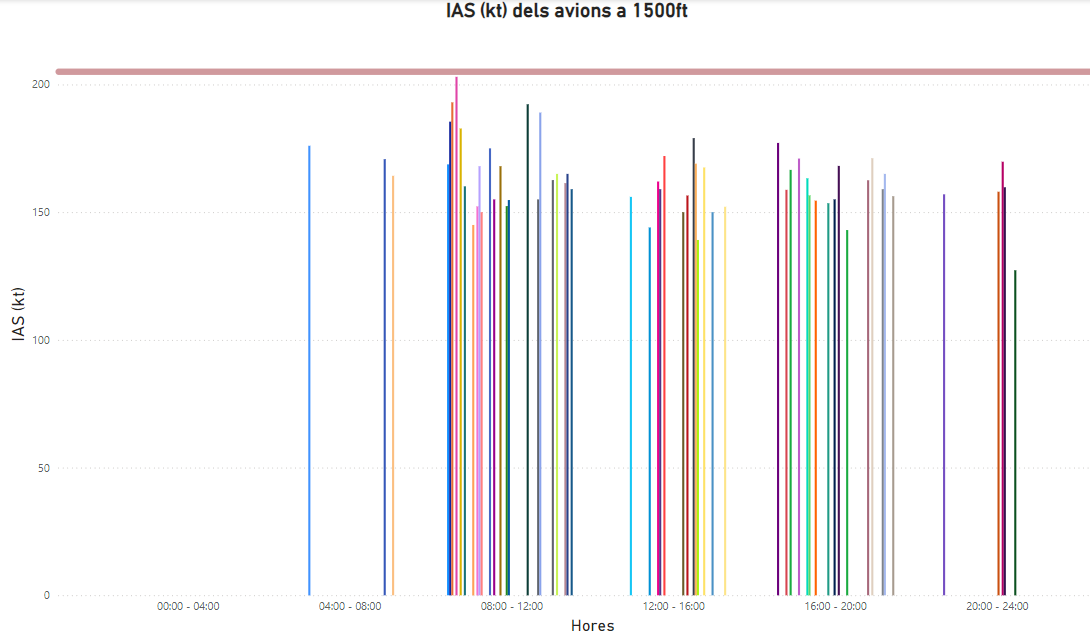 IAS (kt) dels avions a 1500ft
200
150
100
50
0
IAS (kt)
00:00 - 04:00 04:00 - 08:00 08:00 - 12:00 12:00 - 16:00 16:00 - 20:00 20:00 - 24:00
Hores